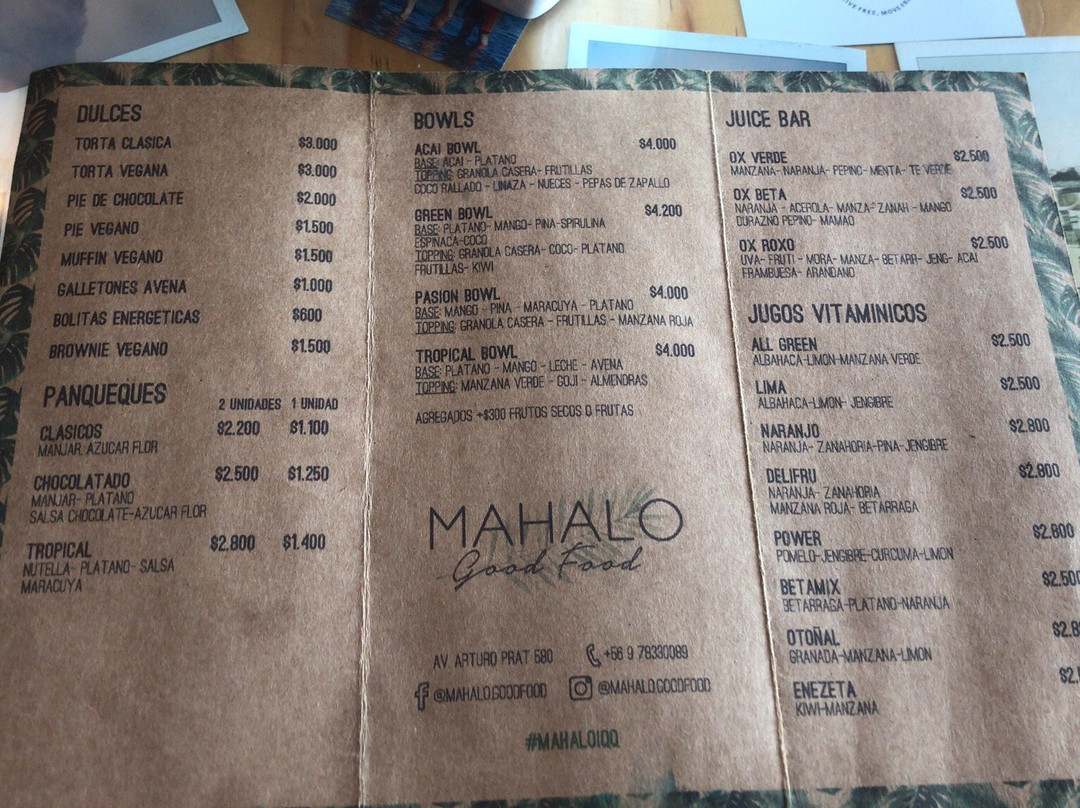 IVE FREE, MOVE
DULCES
TORTA CLASICA $3.000
TORTA VEGANA $3.000
PIE DE CHOCOLATE $2.000
PIE VEGANO $1.500
MUFFIN VEGANO $1.500
GALLETONES AVENA $1.000
BOLITAS ENERGETICAS $600
BROWNIE VEGANO $1.500
PANQUEQUES
2 UNIDADES 1 UNIDAD
CLASICOS $2.200 $1.100
MANJAR, AZUCAR FLOR
CHOCOLATADO $2.500 $1.250
MANJAR- PLATANO
SALSA CHOCOLATE-AZUCAR FLOR
TROPICAL $2.800 $1.400
NUTELLA- PLATANO- SALSA
MARACUYA
BOWLS
ACAI BOWL $4.000
BASE: ACAI - PLATANO
TOPPING: GRANOLA CASERA- FRUTILLAS
COCO RALLADO - LINAZA - NUECES - PEPAS DE ZAPALLO
GREEN BOWL $4.200
BASE: PLATANO- MANGO- PINA-SPIRULINA
ESPINACA-COCO
TOPPING: GRANOLA CASERA- COCO- PLATANO
FRUTILLAS- KIWI
PASION BOWL $4.000
BASE: MANGO - PINA - MARACUYA - PLATANO
TOPPING: GRANOLA CASERA - FRUTILLAS - MANZANA ROJA
TROPICAL BOWL $4.000
BASE: PLATANO - MANGO - LECHE - AVENA
TOPPING: MANZANA VERDE - GOJI - ALMENDRAS
AGREGADOS +$300 FRUTOS SECOS O FRUTAS
MAHALO
Good Food
AV. ARTURO PRAT 580 +56 9 78330089
@MAHALO.GOODFOOD @MAHALO.GOODFOOD
#MAHALOIQQ
JUICE BAR
OX VERDE $2.500
MANZANA- NARANJA- PEPINO- MENTA- TE VERDE
OX BETA $2.500
NARANJA - ACEROLA- MANZA- ZANAH - MANGO
DURAZNO PEPINO- MAMAO
OX ROXO $2.500
UVA- FRUTI - MORA- MANZA- BETARR- JENG- ACAI
FRAMBUESA- ARANDANO
JUGOS VITAMINICOS
ALL GREEN $2.500
ALBAHACA-LIMON-MANZANA VERDE
LIMA $2.500
ALBAHACA-LIMON- JENGIBRE
NARANJO $2.800
NARANJA- ZANAHORIA-PINA-JENGIBRE
DELIFRU $2.800
NARANJA- ZANAHORIA
MANZANA ROJA- BETARRAGA
POWER $2.800
POMELO-JENGIBRE-CURCUMA-LIMON
BETAMIX $2.500
BETARRAGA-PLATANO-NARANJA
OTOÑAL $2.8
GRANADA-MANZANA-LIMON
ENEZETA $2.
KIWI-MANZANA